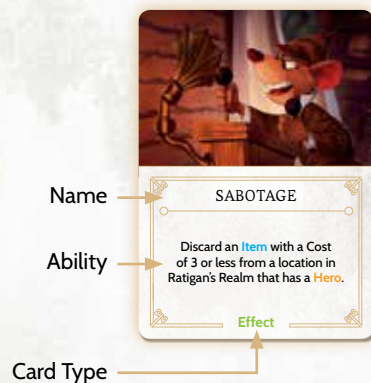 Name
SABOTAGE
Ability
Discard an Item with a Cost
of 3 or less from a location in
Ratigan's Realm that has a Hero.
Effect
Card Type